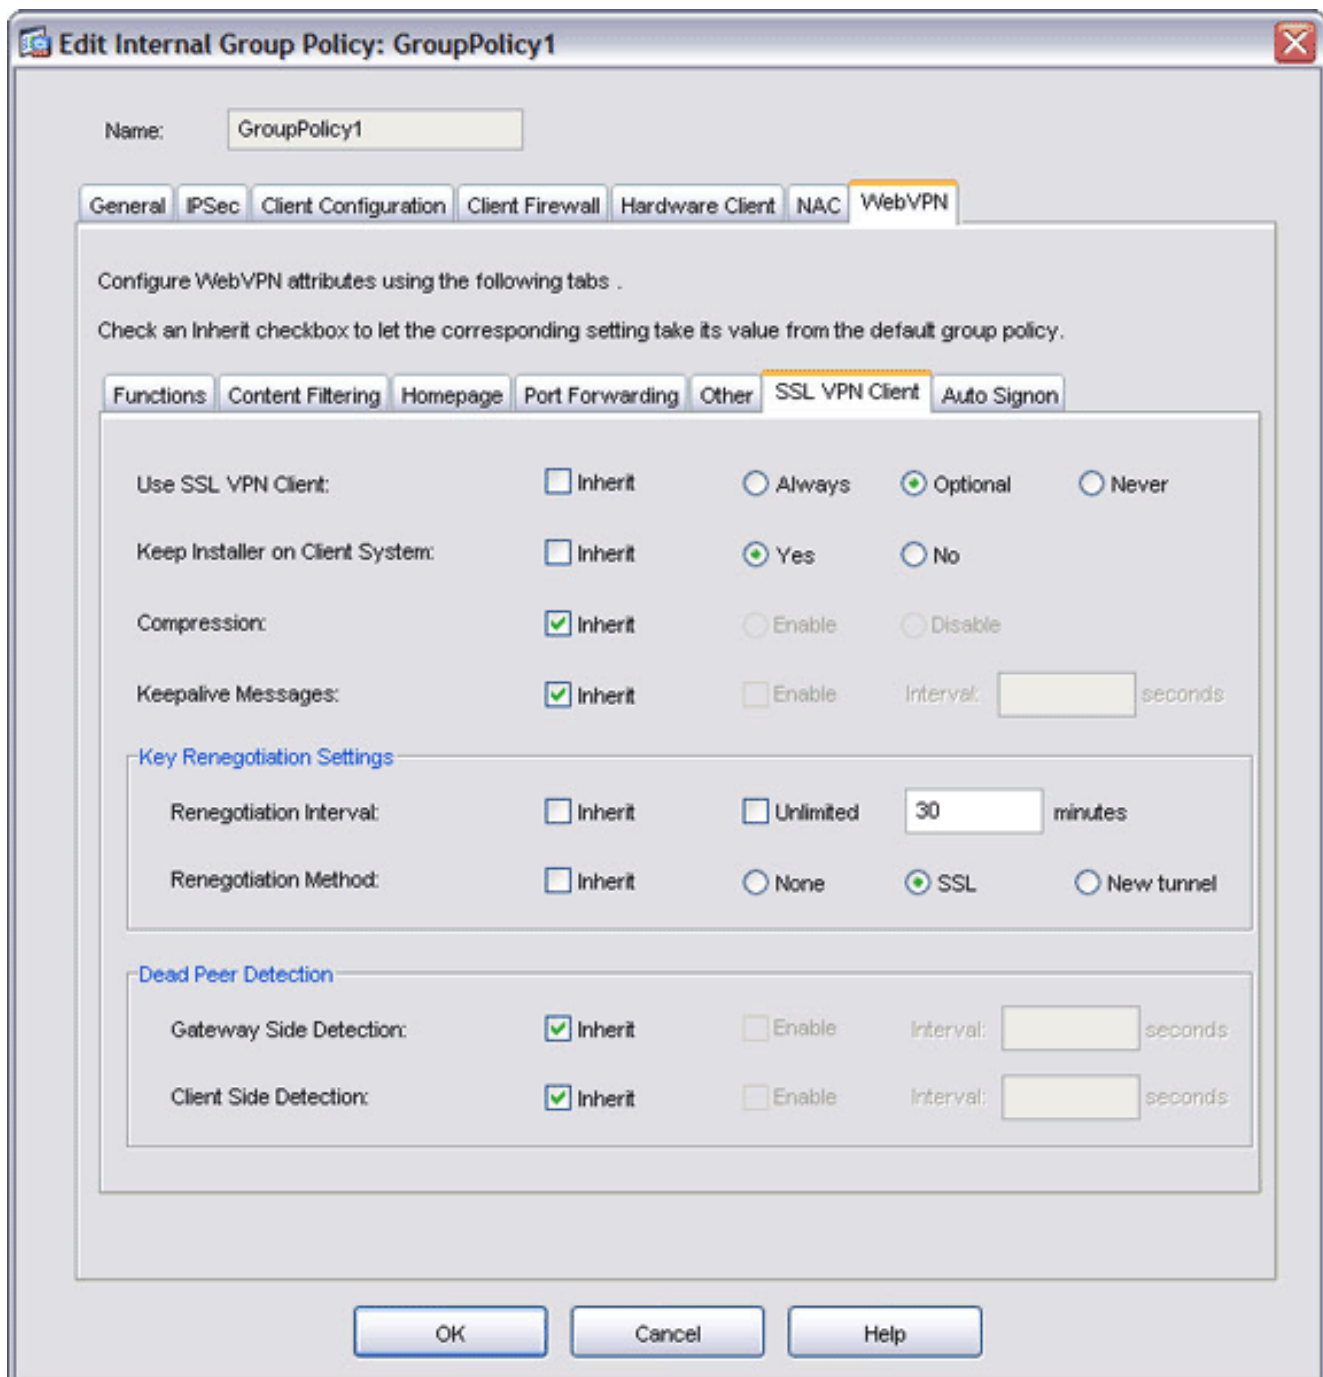 Edit Internal Group Policy: GroupPolicy1
Name: GroupPolicy1
General IPSec Client Configuration Client Firewall Hardware Client NAC WebVPN
Configure WebVPN attributes using the following tabs .
Check an Inherit checkbox to let the corresponding setting take its value from the default group policy.
Functions Content Filtering Homepage Port Forwarding Other SSL VPN Client Auto Signon
Use SSL VPN Client: Inherit Always Optional Never
Keep Installer on Client System: Inherit Yes No
Compression: Inherit Enable Disable
Keepalive Messages: Inherit Enable Interval: seconds
Key Renegotiation Settings
Renegotiation Interval: Inherit Unlimited 30 minutes
Renegotiation Method: Inherit None SSL New tunnel
Dead Peer Detection
Gateway Side Detection: Inherit Enable Interval: seconds
Client Side Detection: Inherit Enable Interval: seconds
OK Cancel Help